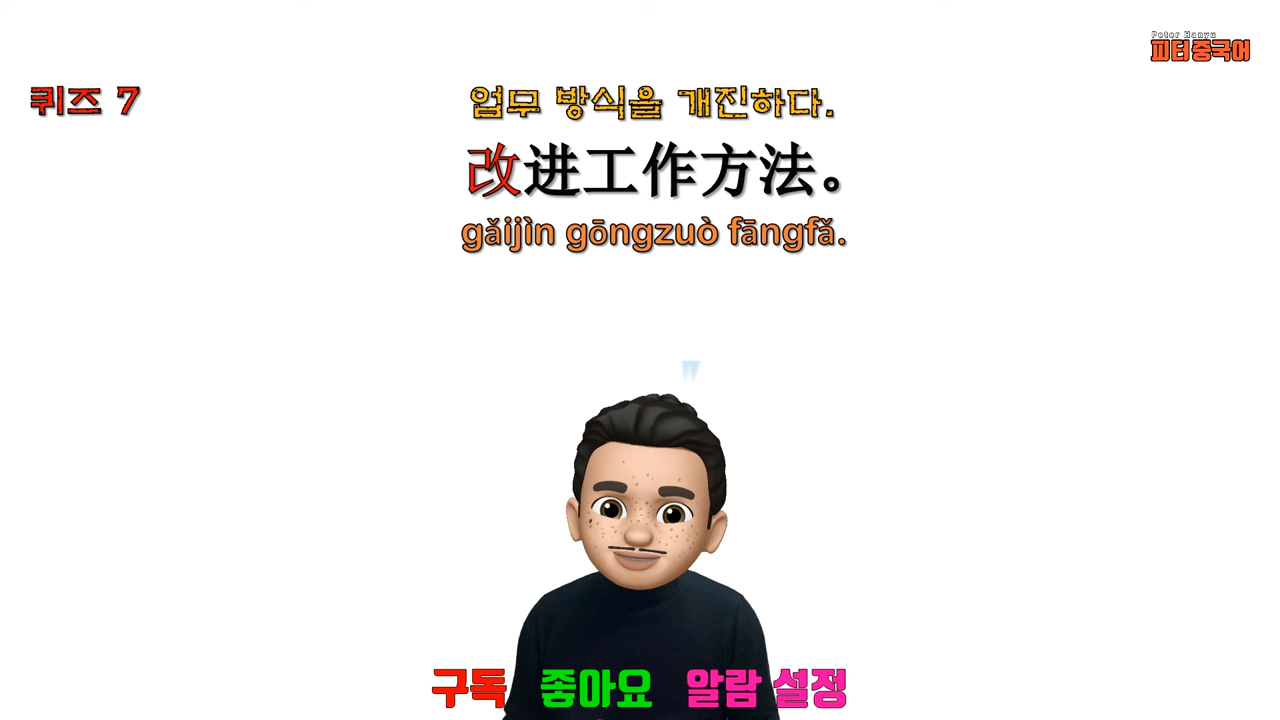 Peter Hanyu
피터중국어
퀴즈 7
업무 방식을 개진하다.
改进工作方法。
gǎijìn gōngzuò fāngfǎ.
구독 좋아요 알람 설정